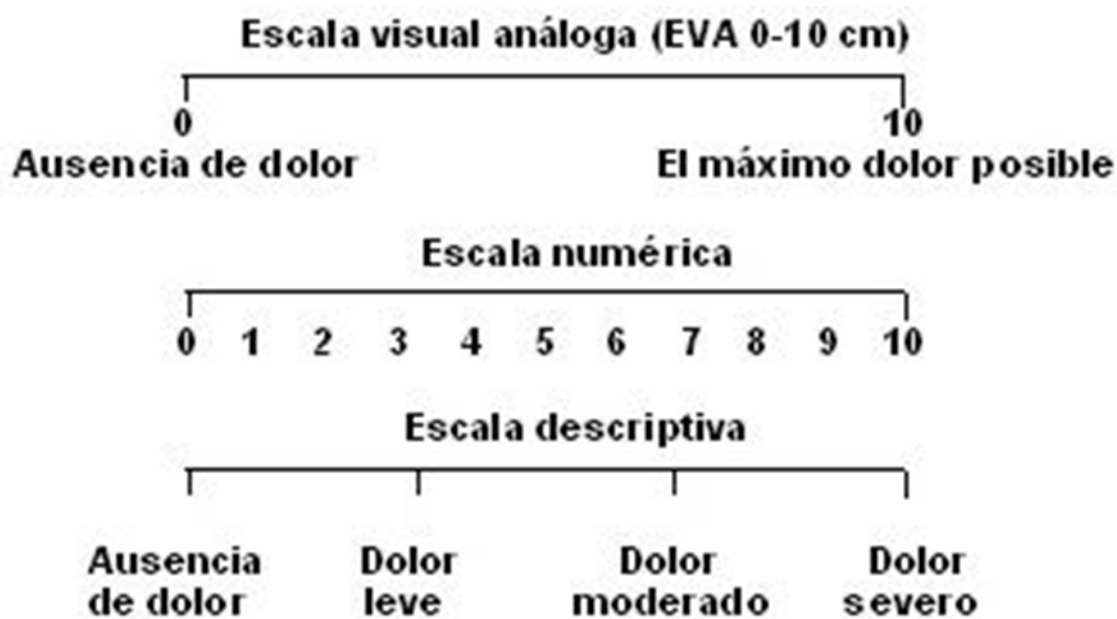 Escala visual análoga (EVA 0-10 cm)
0 10
Ausencia de dolor El máximo dolor posible
Escala numérica
0 1 2 3 4 5 6 7 8 9 10
Escala descriptiva
Ausencia de dolor
Dolor leve
Dolor moderado
Dolor severo